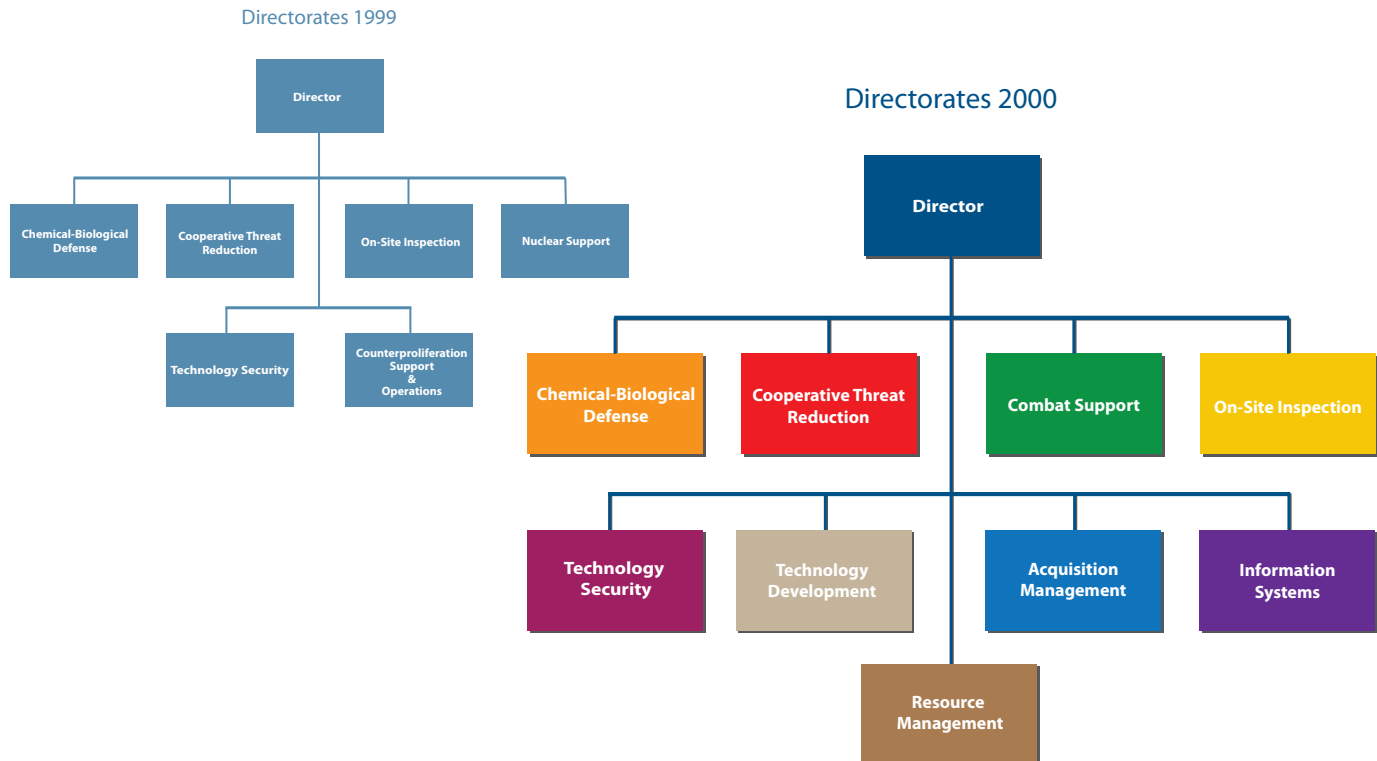 Directorates 1999
Director
Chemical-Biological
Defense
Cooperative Threat
Reduction
On-Site Inspection
Nuclear Support
Technology Security
Counterproliferation
Support
&
Operations
Directorates 2000
Director
Chemical-Biological
Defense
Cooperative Threat
Reduction
Combat Support
On-Site Inspection
Technology
Security
Technology
Development
Acquisition
Management
Information
Systems
Resource
Management